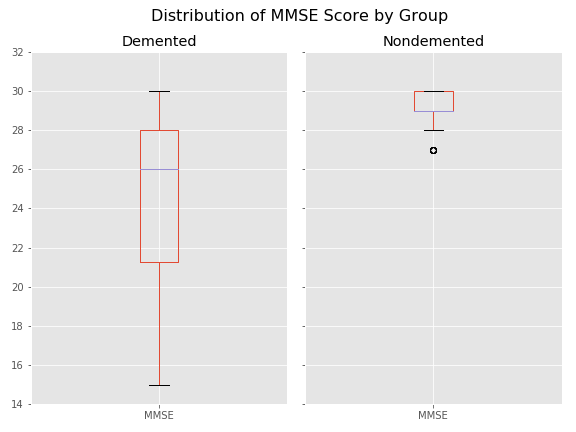 Distribution of MMSE Score by Group
Demented
Nondemented
32
30
28
26
24
22
20
18
16
14
MMSE
MMSE